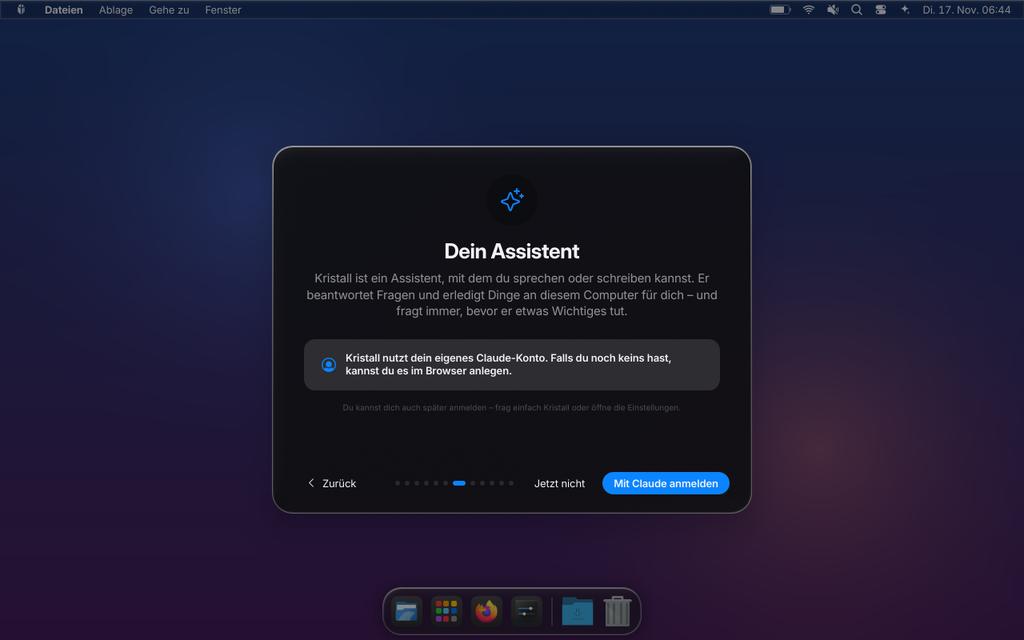 Dateien Ablage Gehe zu Fenster Di. 17. Nov. 06:44
Dein Assistent
Kristall ist ein Assistent, mit dem du sprechen oder schreiben kannst. Er
beantwortet Fragen und erledigt Dinge an diesem Computer für dich – und
fragt immer, bevor er etwas Wichtiges tut.
Kristall nutzt dein eigenes Claude-Konto. Falls du noch keins hast,
kannst du es im Browser anlegen.
Du kannst dich auch später anmelden – frag einfach Kristall oder öffne die Einstellungen.
Zurück Jetzt nicht Mit Claude anmelden